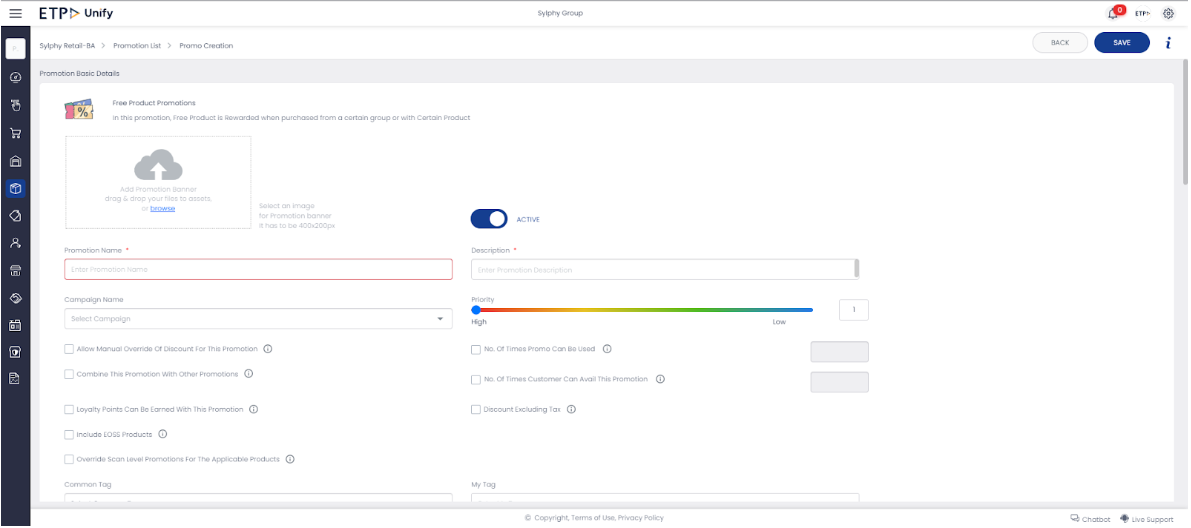 ETP Unify
Sylphy Group
0
ETP
Sylphy Retail-BA > Promotion List > Promo Creation
BACK
SAVE
i
Promotion Basic Details
%
Free Product Promotions
In this promotion, Free Product is Rewarded when purchased from a certain group or with Certain Product
Add Promotion Banner
drag & drop your files to assets.
or browse
Select an image
for Promotion banner
It has to be 400x200px
ACTIVE
Promotion Name *
Description *
Enter Promotion Name
Enter Promotion Description
Campaign Name
Priority
Select Campaign
1
High
Low
Allow Manual Override Of Discount For This Promotion
No. Of Times Promo Can Be Used
Combine This Promotion With Other Promotions
No. Of Times Customer Can Avail This Promotion
Loyalty Points Can Be Earned With This Promotion
Discount Excluding Tax
Include EOSS Products
Override Scan Level Promotions For The Applicable Products
Common Tag
My Tag
© Copyright, Terms of Use, Privacy Policy
Chatbot
Live Support